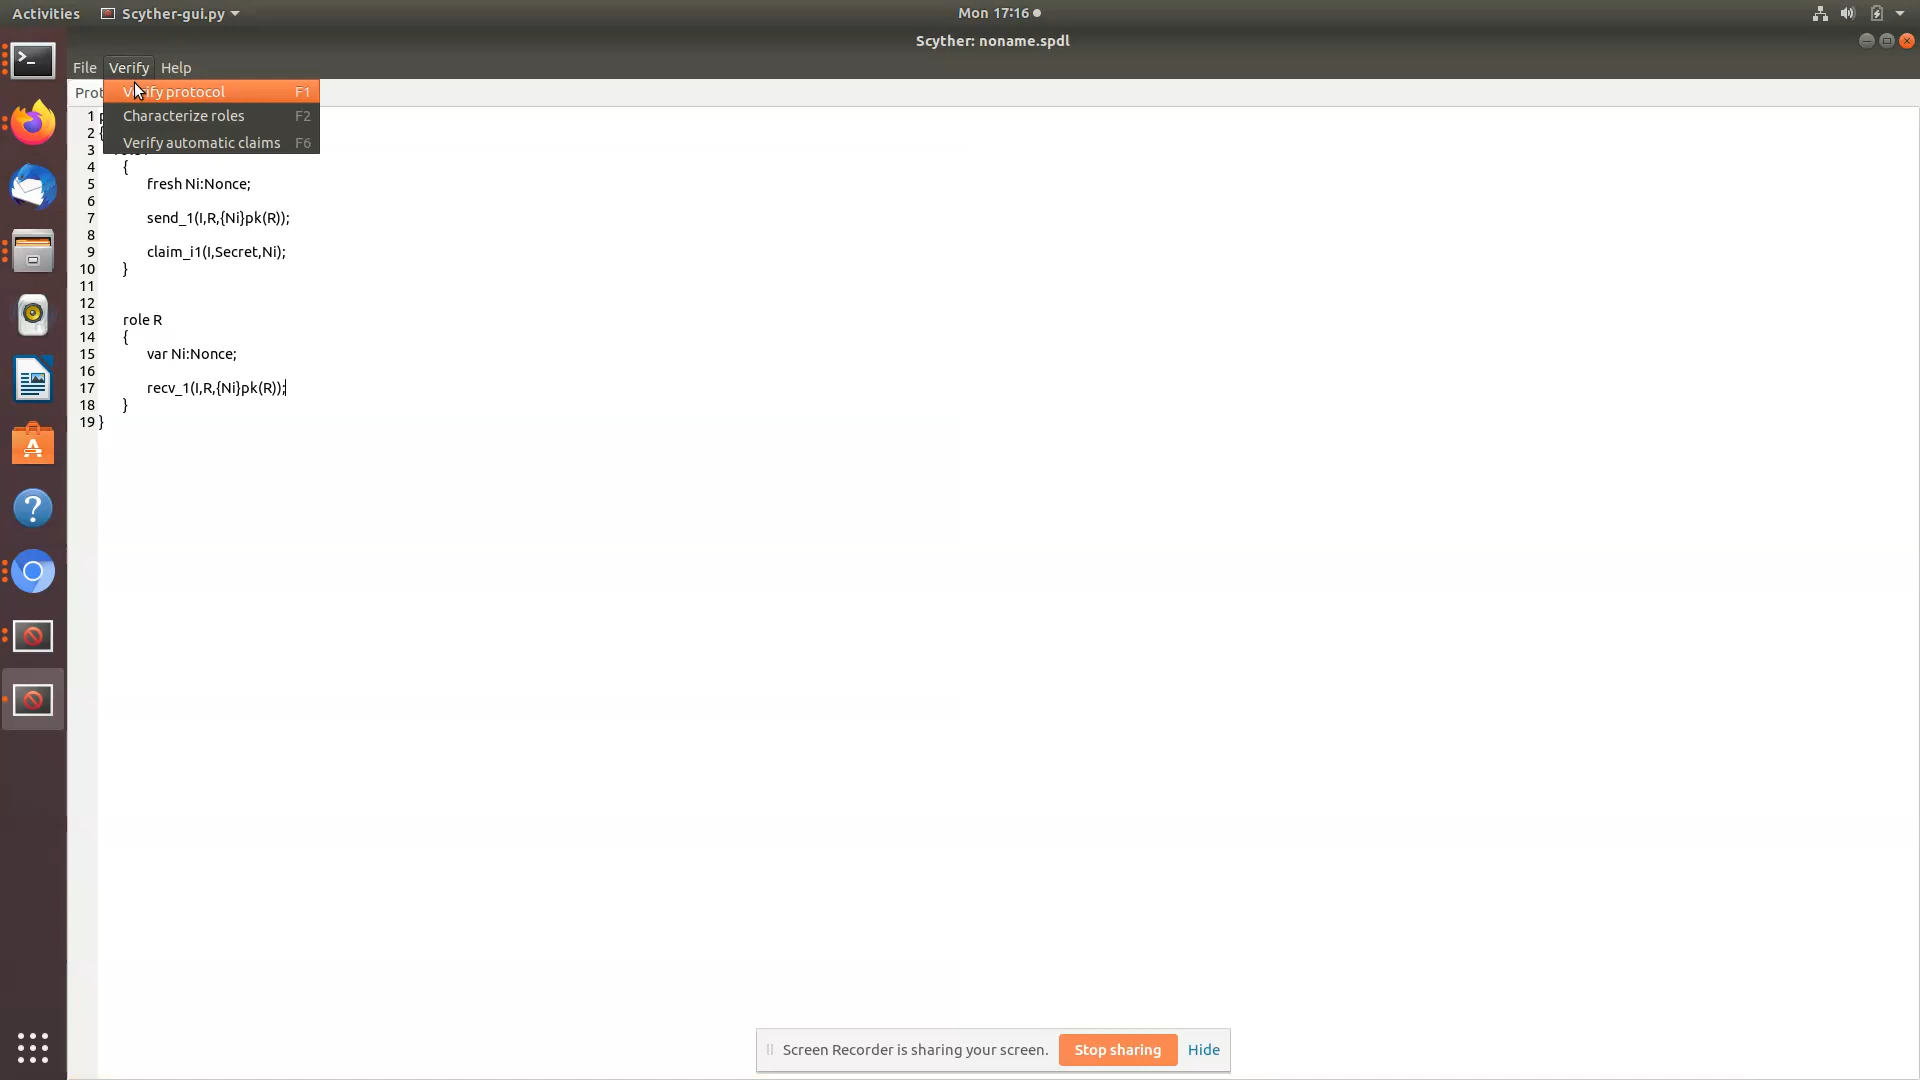 Activities Scyther-gui.py Mon 17:16
Scyther: noname.spdl
File Verify Help
Prot
Verify protocol F1
Characterize roles F2
Verify automatic claims F6
1 p
2 {
3
4 {
5 fresh Ni:Nonce;
6
7 send_1(I,R,{Ni}pk(R));
8
9 claim_i1(I,Secret,Ni);
10 }
11
12
13 role R
14 {
15 var Ni:Nonce;
16
17 recv_1(I,R,{Ni}pk(R));
18 }
19 }
Screen Recorder is sharing your screen. Stop sharing Hide